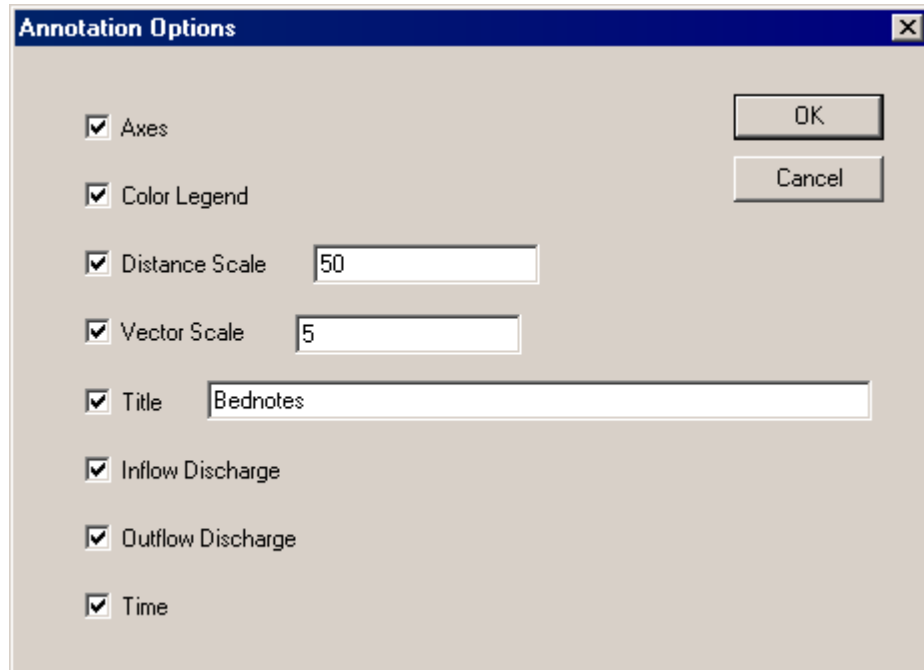 Annotation Options
Axes
OK
Color Legend
Cancel
Distance Scale 50
Vector Scale 5
Title Bednotes
Inflow Discharge
Outflow Discharge
Time